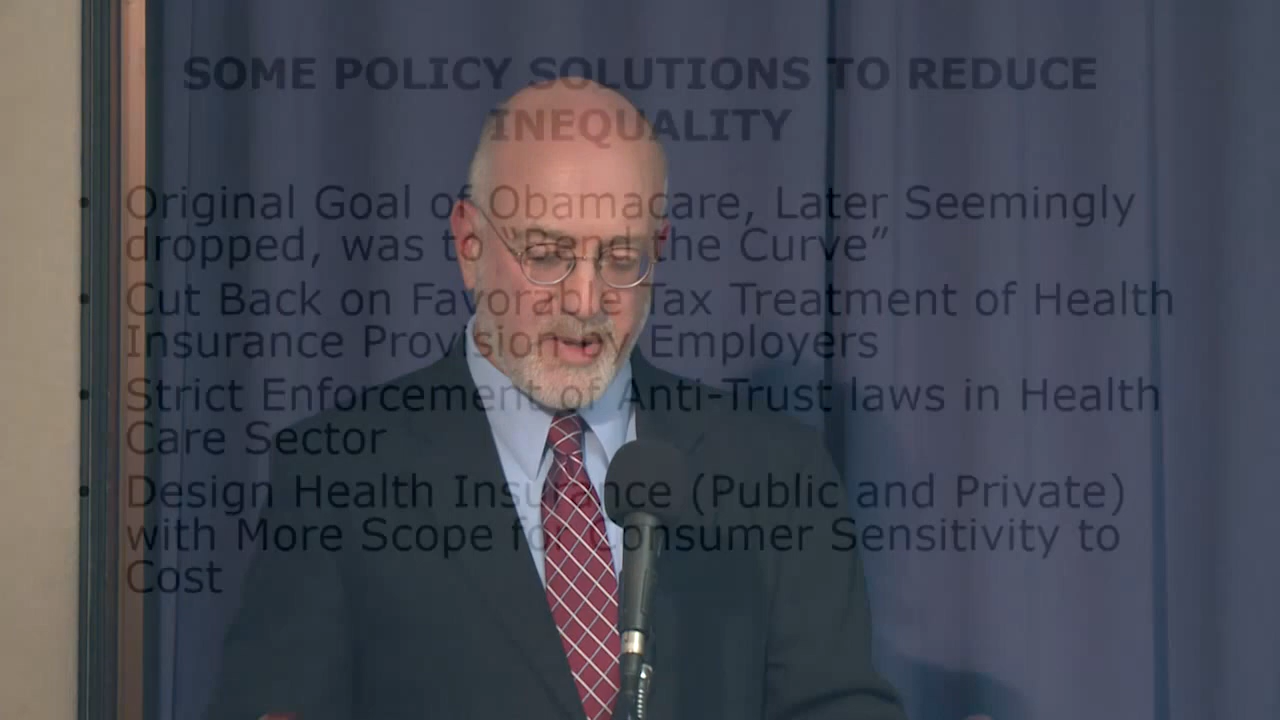 SOME POLICY SOLUTIONS TO REDUCE
INEQUALITY
• Original Goal of Obamacare, Later Seemingly
dropped, was to “Bend the Curve”
• Cut Back on Favorable Tax Treatment of Health
Insurance Provision by Employers
• Strict Enforcement of Anti-Trust laws in Health
Care Sector
• Design Health Insurance (Public and Private)
with More Scope for Consumer Sensitivity to
Cost